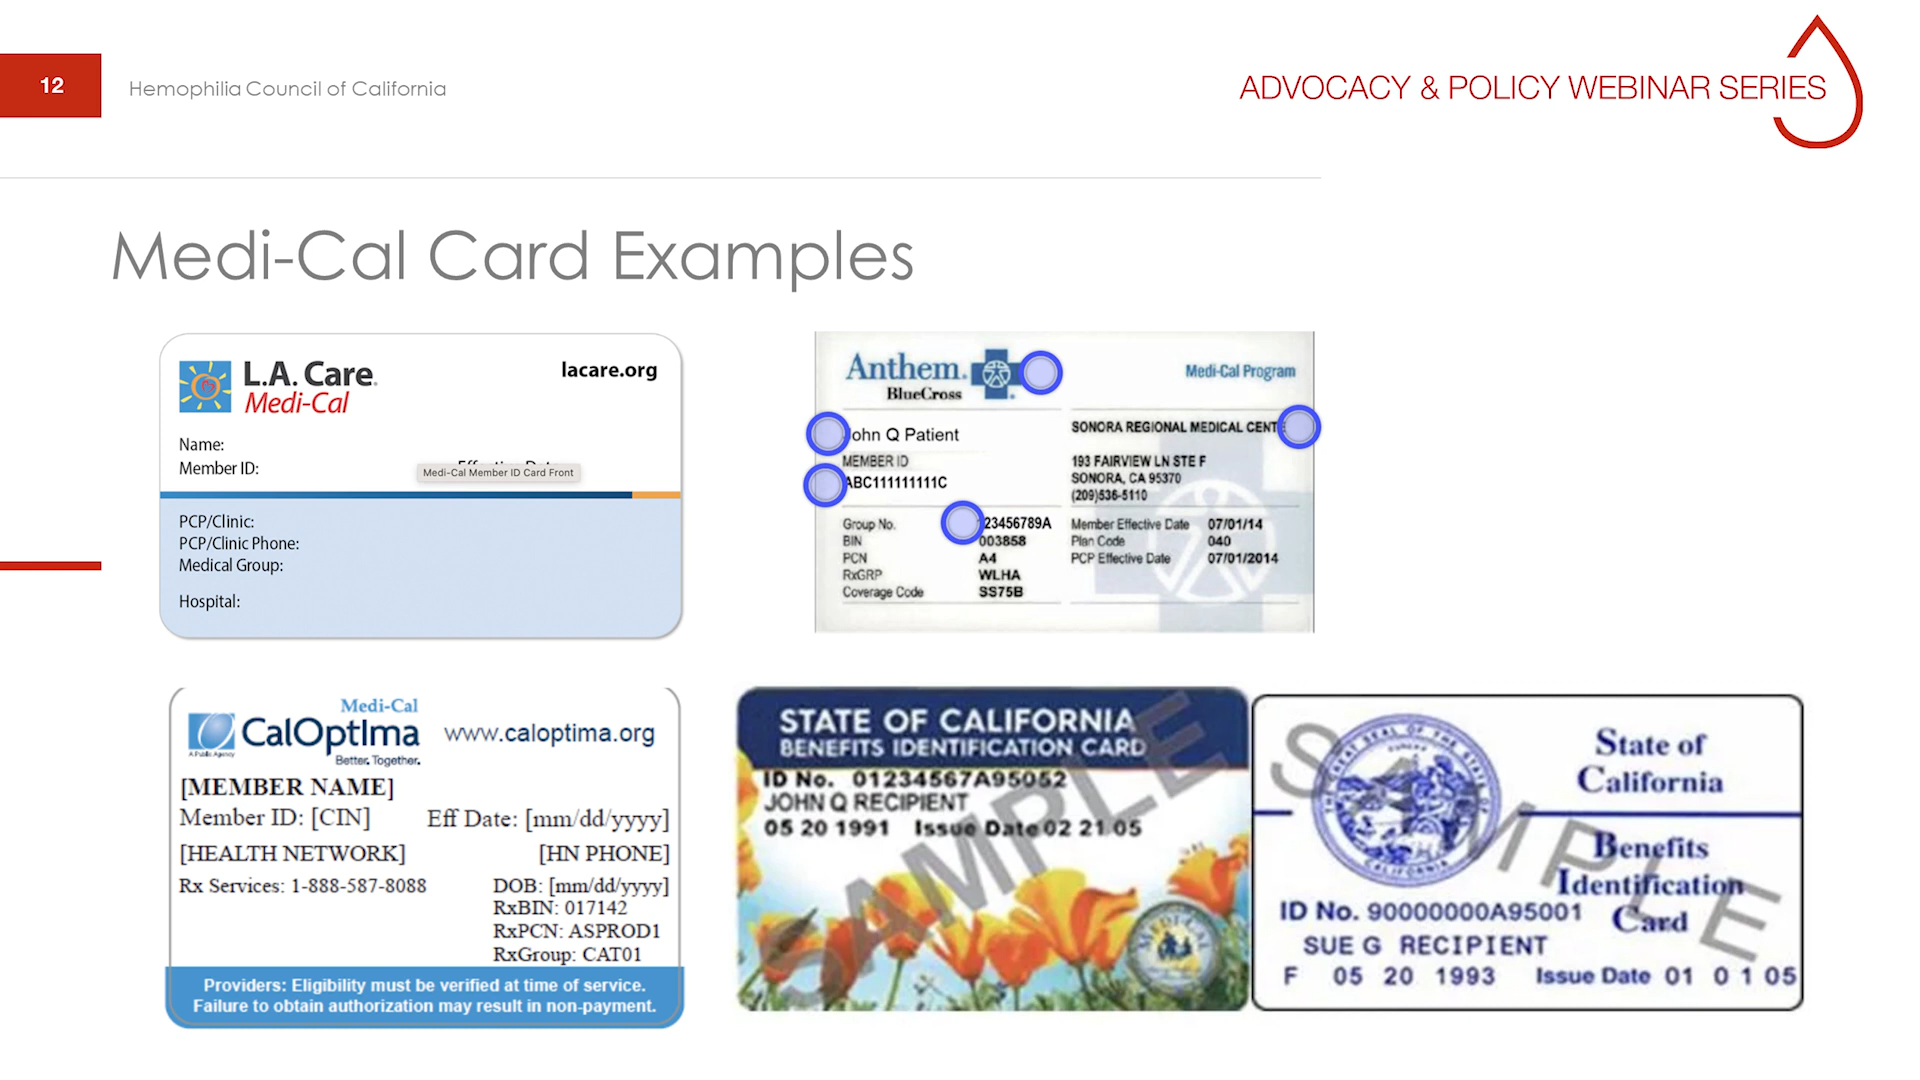 12
Hemophilia Council of California
ADVOCACY & POLICY WEBINAR SERIES
Medi-Cal Card Examples
L.A. Care
Medi-Cal
lacare.org
Name:
Member ID:
Medi-Cal Member ID Card Front
PCP/Clinic:
PCP/Clinic Phone:
Medical Group:
Hospital:
Anthem.
BlueCross
Medi-Cal Program
John Q Patient
MEMBER ID
ABC111111111C
Group No. 23456789A
BIN 003858
PCN A4
RxGRP WLHA
Coverage Code SS75B
SONORA REGIONAL MEDICAL
193 FAIRVIEW LN STE F
SONORA, CA 95370
(209)536-5110
Member Effective Date 07/01/14
Plan Code 040
PCP Effective Date 07/01/2014
Medi-Cal
CalOptima
A Public Agency
Better. Together.
www.caloptima.org
[MEMBER NAME]
Member ID: [CIN] Eff Date: [mm/dd/yyyy]
[HEALTH NETWORK] [HN PHONE]
Rx Services: 1-888-587-8088 DOB: [mm/dd/yyyy]
RxBIN: 017142
RxPCN: ASPROD1
RxGroup: CAT01
Providers: Eligibility must be verified at time of service.
Failure to obtain authorization may result in non-payment.
STATE OF CALIFORNIA
BENEFITS IDENTIFICATION CARD
ID No. 01234567A95052
JOHN Q RECIPIENT
05 20 1991 Issue Date 02 21 05
SAMPLE
MEDI-CAL
State of
California
Benefits
Identification
Card
ID No. 90000000A95001
SUE G RECIPIENT
F 05 20 1993 Issue Date 01 01 05
SAMPLE